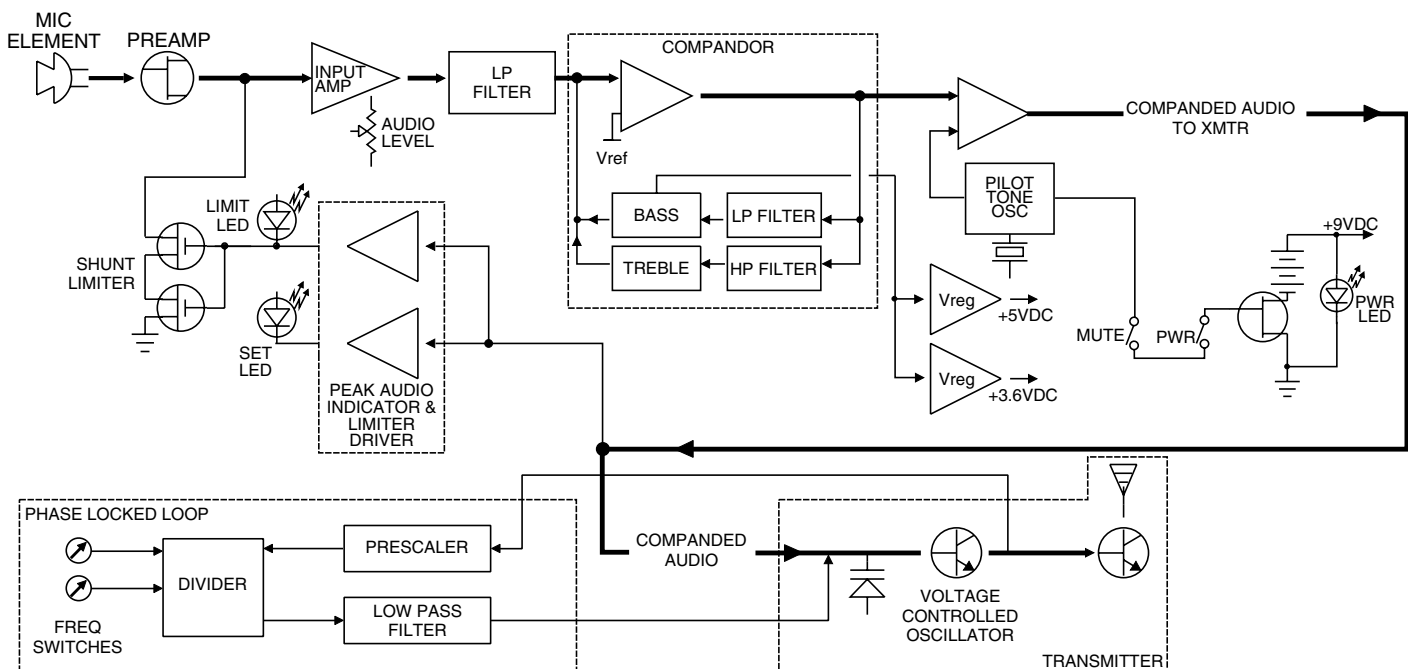 MIC
ELEMENT
PREAMP
INPUT
AMP
AUDIO
LEVEL
LP
FILTER
COMPANDOR
Vref
BASS
LP FILTER
TREBLE
HP FILTER
COMPANDED AUDIO
TO XMTR
PILOT
TONE
OSC
LIMIT
LED
SHUNT
LIMITER
SET
LED
PEAK AUDIO
INDICATOR &
LIMITER
DRIVER
Vreg
+5VDC
Vreg
+3.6VDC
MUTE
PWR
+9VDC
PWR
LED
PHASE LOCKED LOOP
PRESCALER
DIVIDER
LOW PASS
FILTER
FREQ
SWITCHES
COMPANDED
AUDIO
VOLTAGE
CONTROLLED
OSCILLATOR
TRANSMITTER